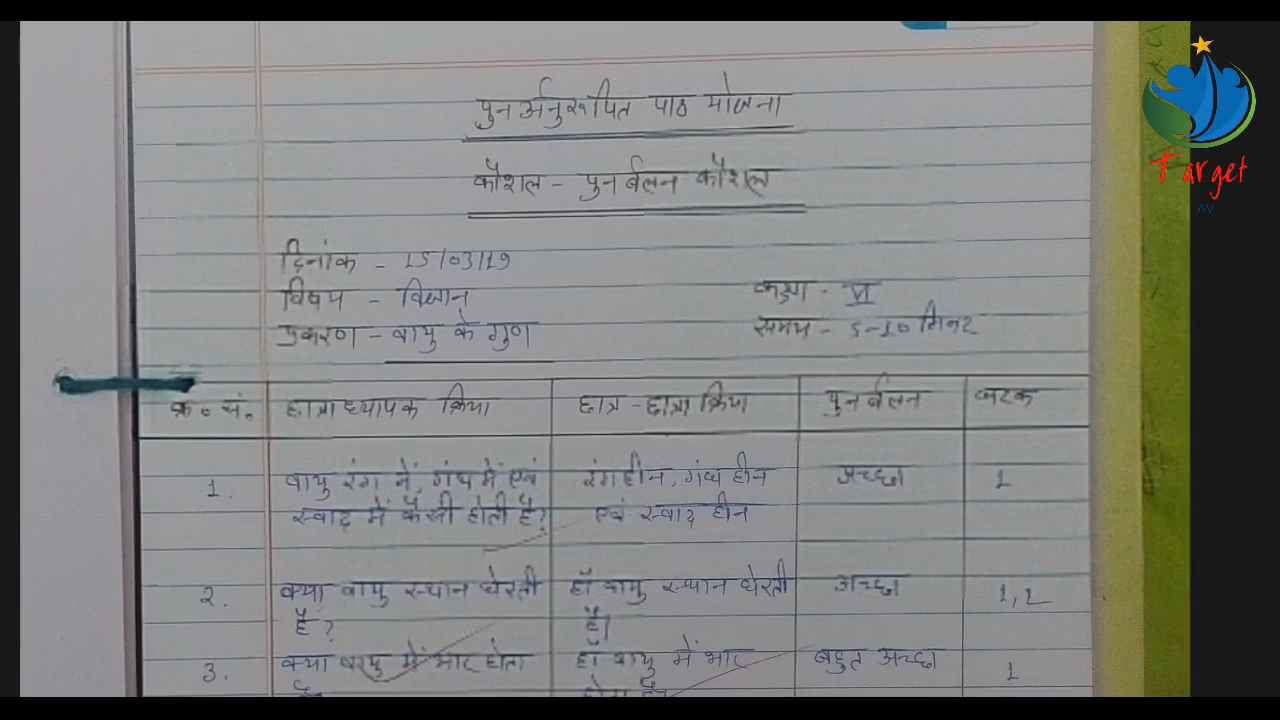 पुनर्अनुरूपित पाठ योजना
कौशल - पुनर्बलन कौशल
दिनांक - 15/03/19
विषय - विज्ञान
कक्षा - VI
प्रकरण - वायु के गुण
समय - 5-10 मिनट
क्र० सं० छात्राध्यापक क्रिया छात्र - छात्रा क्रिया पुनर्बलन घटक
1. वायु रंग में, गंध में एवं रंगहीन, गंध हीन अच्छा 1
स्वाद में कैसी होती है? एवं स्वाद हीन
2. क्या वायु स्थान घेरती हाँ वायु स्थान घेरती अच्छा 1,2
है? है।
3. क्या वायु में भार होता हाँ वायु में भार बहुत अच्छा 1
Target
AV